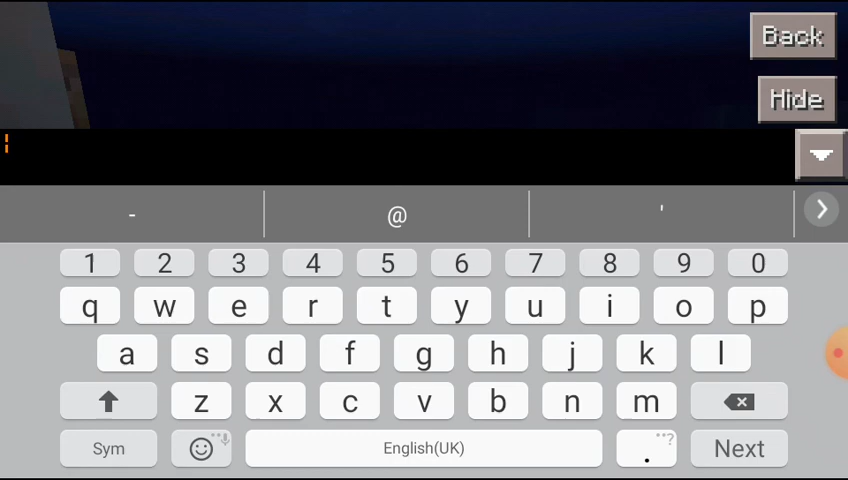 Back
Hide
- @ '
1 2 3 4 5 6 7 8 9 0
q w e r t y u i o p
a s d f g h j k l
z x c v b n m
Sym English(UK) . ? Next